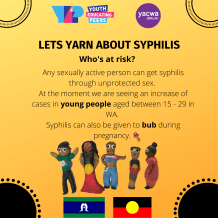 YEP YOUTH EDUCATING PEERS
yacwa
LETS YARN ABOUT SYPHILIS
Who's at risk?
Any sexually active person can get syphilis
through unprotected sex.
At the moment we are seeing an increase of
cases in young people aged between 15 - 29 in
WA.
Syphilis can also be given to bub during
pregnancy.